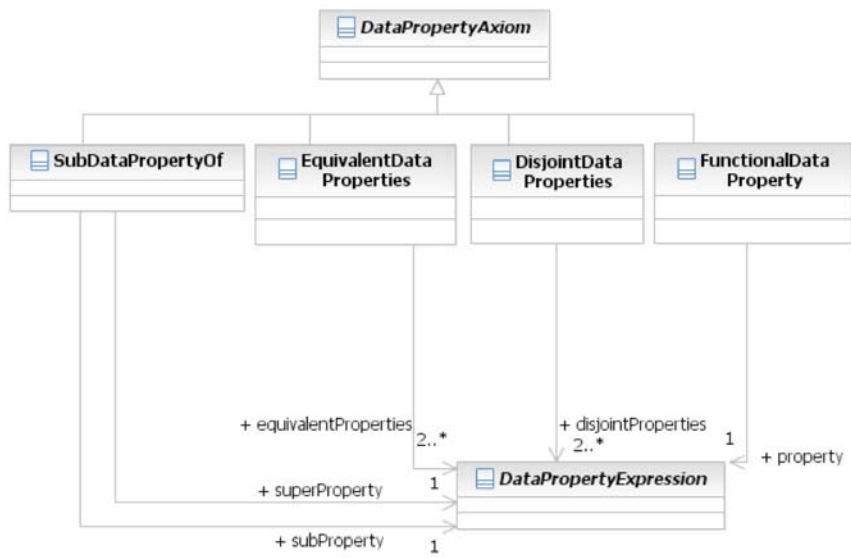 DataPropertyAxiom
SubDataPropertyOf
EquivalentData
Properties
DisjointData
Properties
FunctionalData
Property
+ equivalentProperties
2..*
+ disjointProperties
2..*
1
+ property
DataPropertyExpression
1
+ superProperty
+ subProperty
1